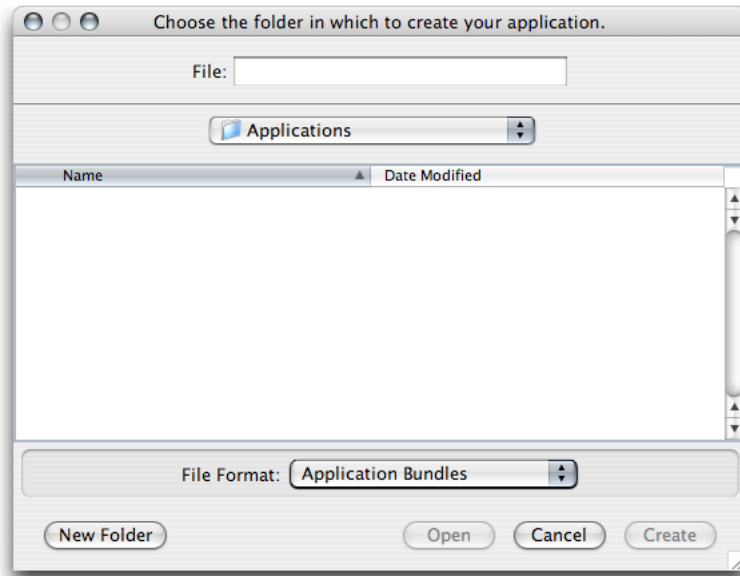 Choose the folder in which to create your application.
File:
Applications
Name Date Modified
File Format: Application Bundles
New Folder Open Cancel Create